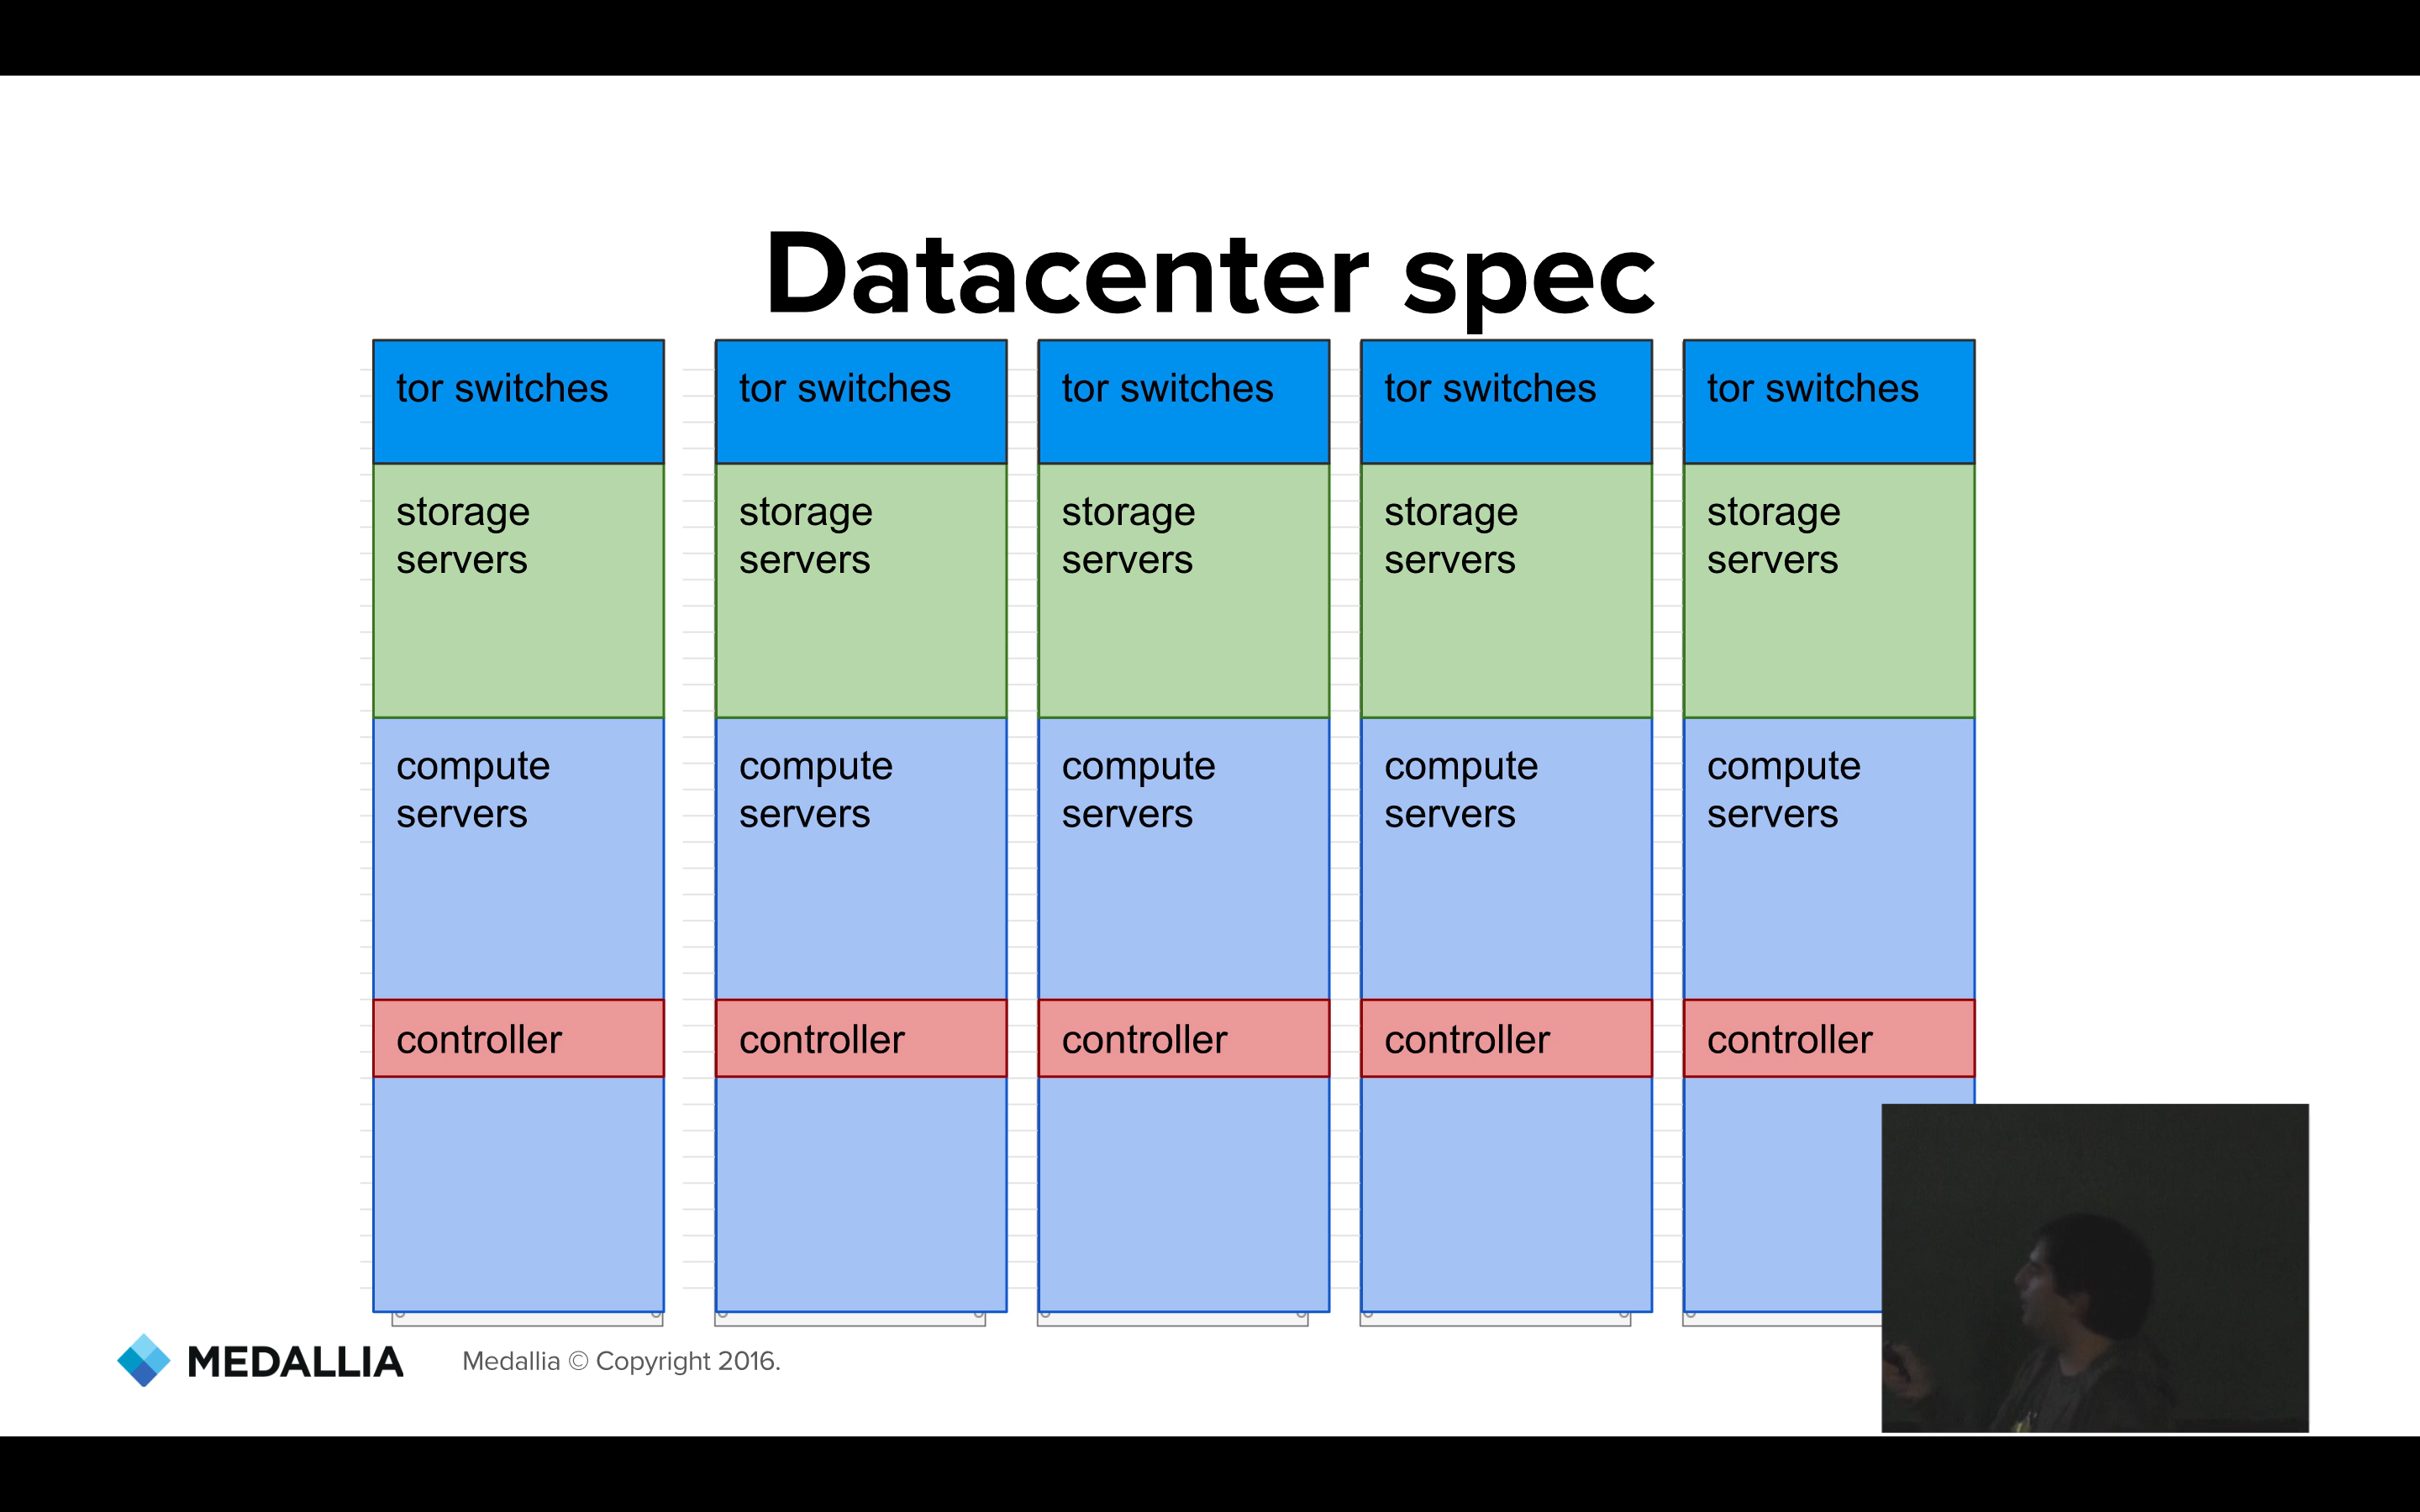 Datacenter spec
tor switches
storage
servers
compute
servers
controller
tor switches
storage
servers
compute
servers
controller
tor switches
storage
servers
compute
servers
controller
tor switches
storage
servers
compute
servers
controller
tor switches
storage
servers
compute
servers
controller
MEDALLIA
Medallia © Copyright 2016.